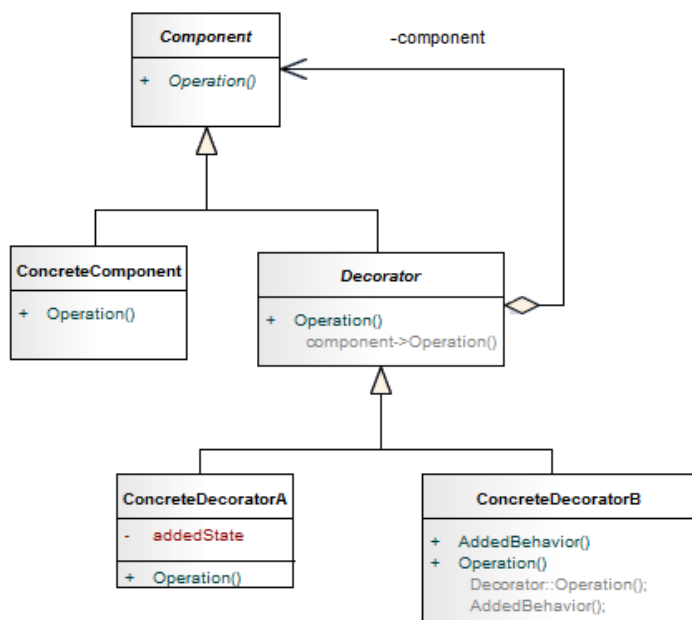 Component
-component
+ Operation()
ConcreteComponent
+ Operation()
Decorator
+ Operation()
component->Operation()
ConcreteDecoratorA
- addedState
+ Operation()
ConcreteDecoratorB
+ AddedBehavior()
+ Operation()
Decorator::Operation();
AddedBehavior();